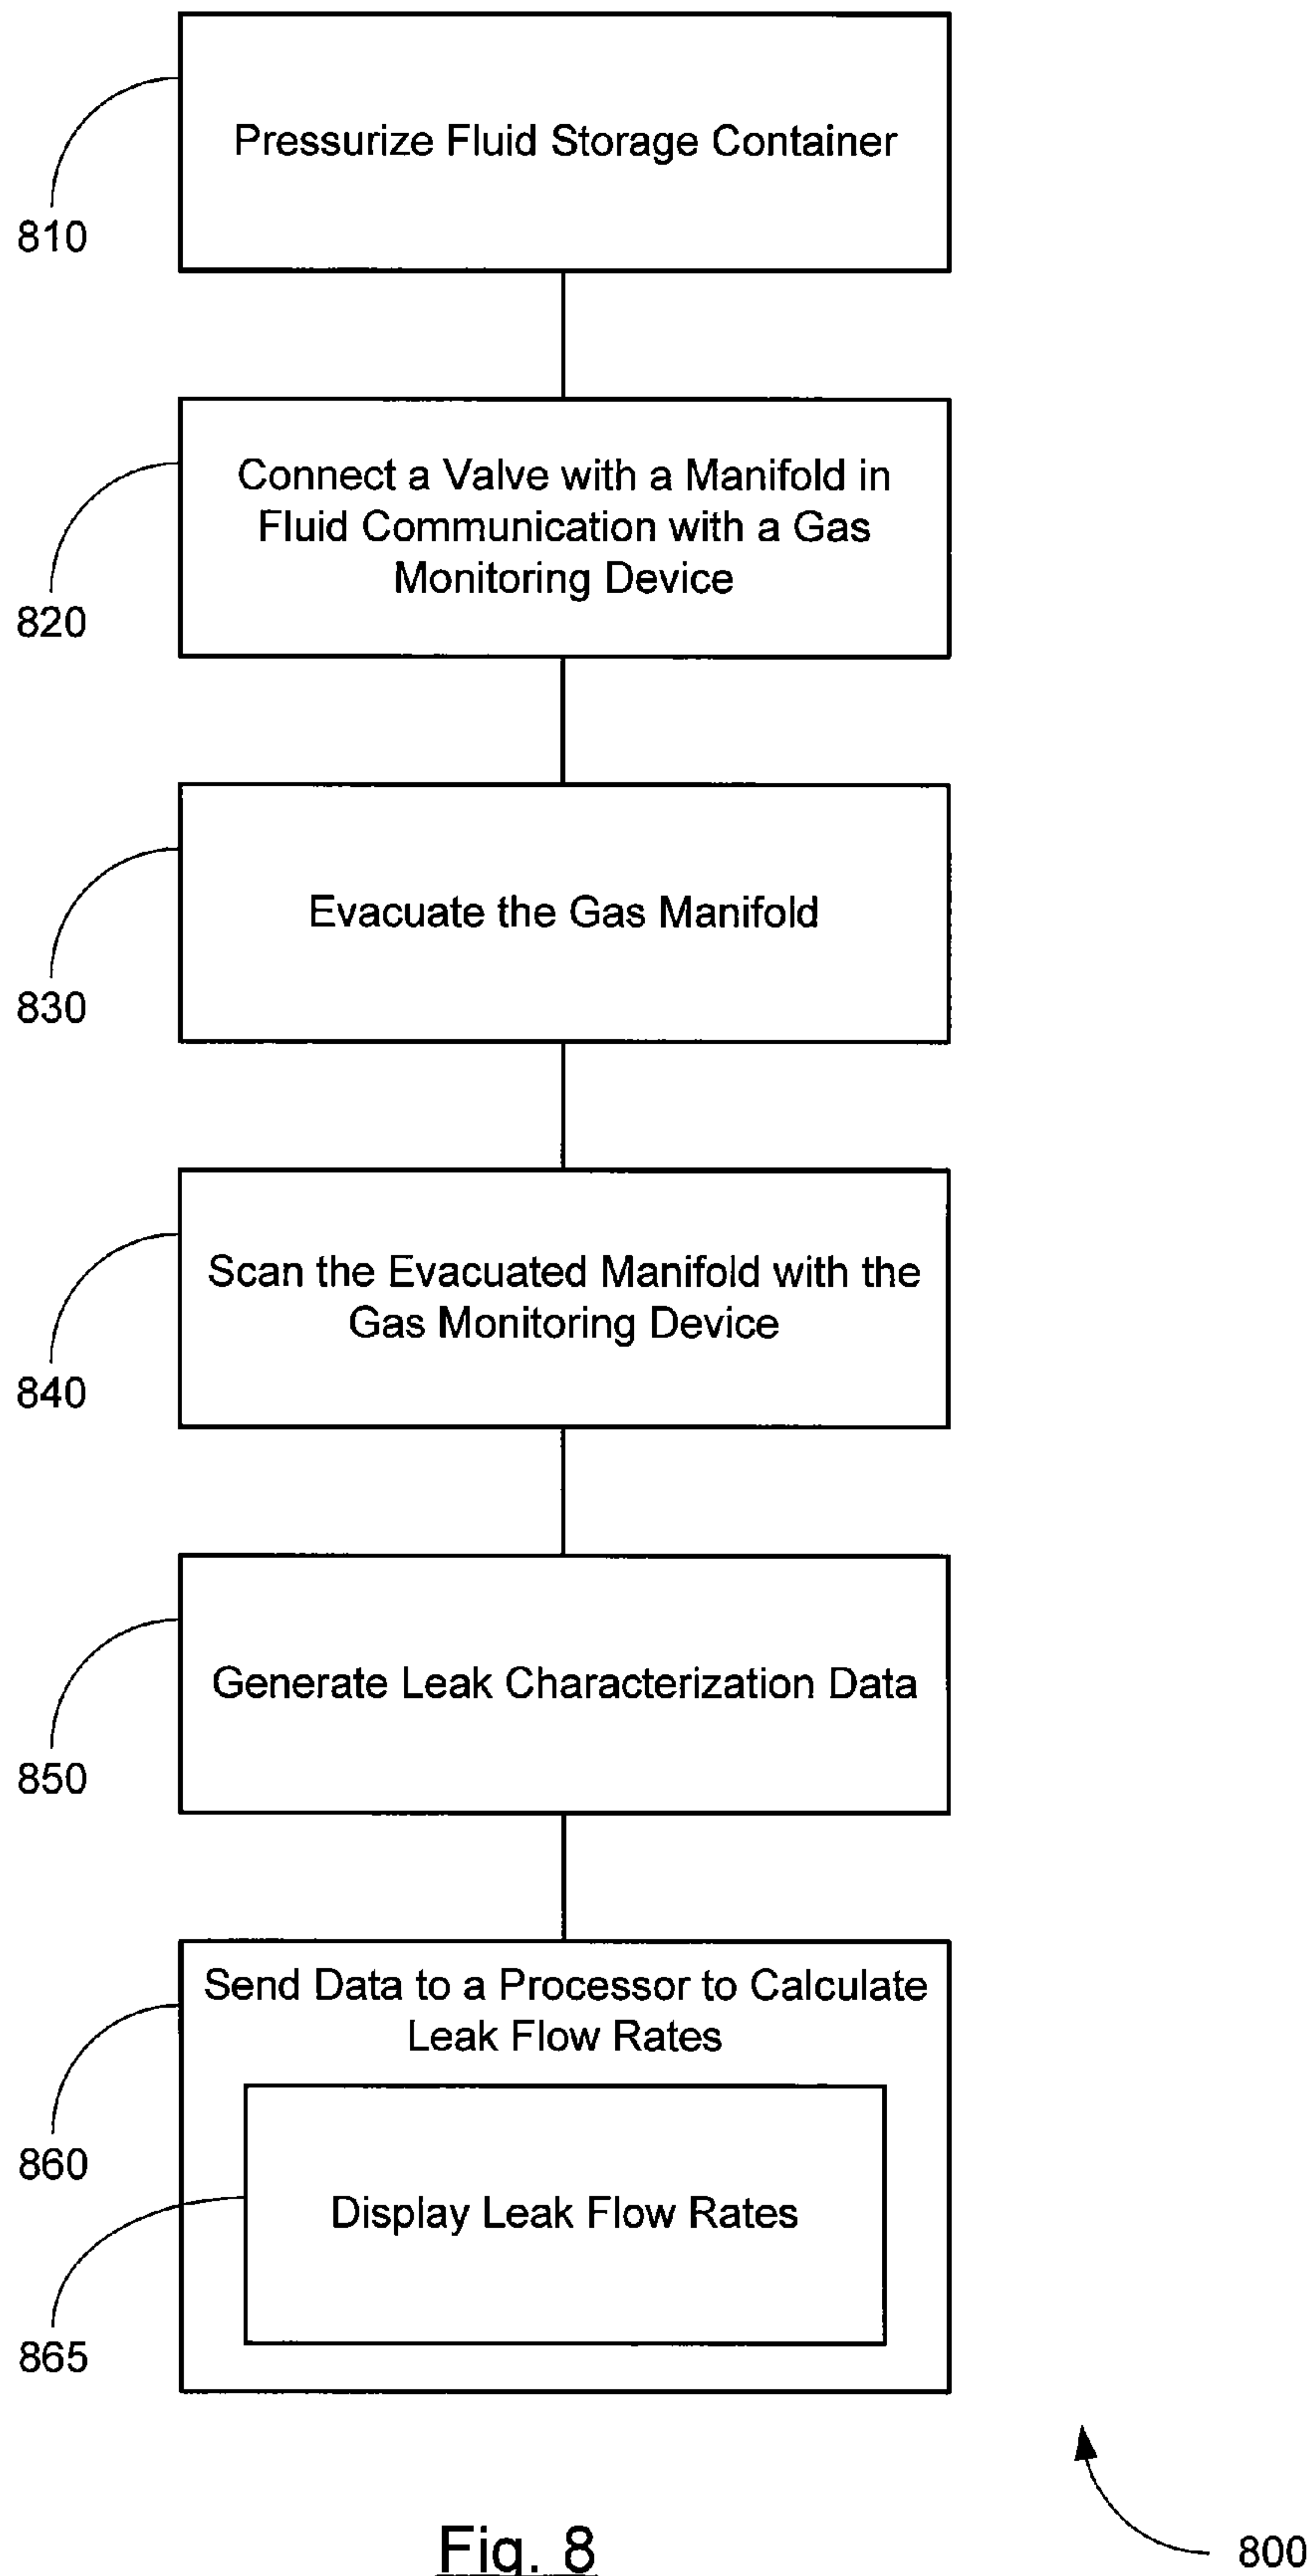 Pressurize Fluid Storage Container
810
Connect a Valve with a Manifold in
Fluid Communication with a Gas
Monitoring Device
820
Evacuate the Gas Manifold
830
Scan the Evacuated Manifold with the
Gas Monitoring Device
840
Generate Leak Characterization Data
850
Send Data to a Processor to Calculate
Leak Flow Rates
860
Display Leak Flow Rates
865
Fig. 8
800